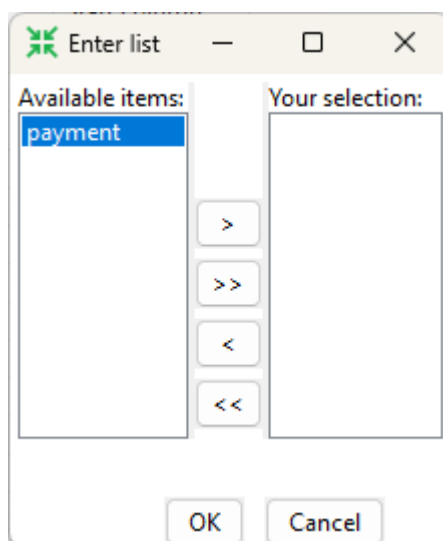 Enter list
Available items:
Your selection:
payment
>
>>
<
<<
OK
Cancel